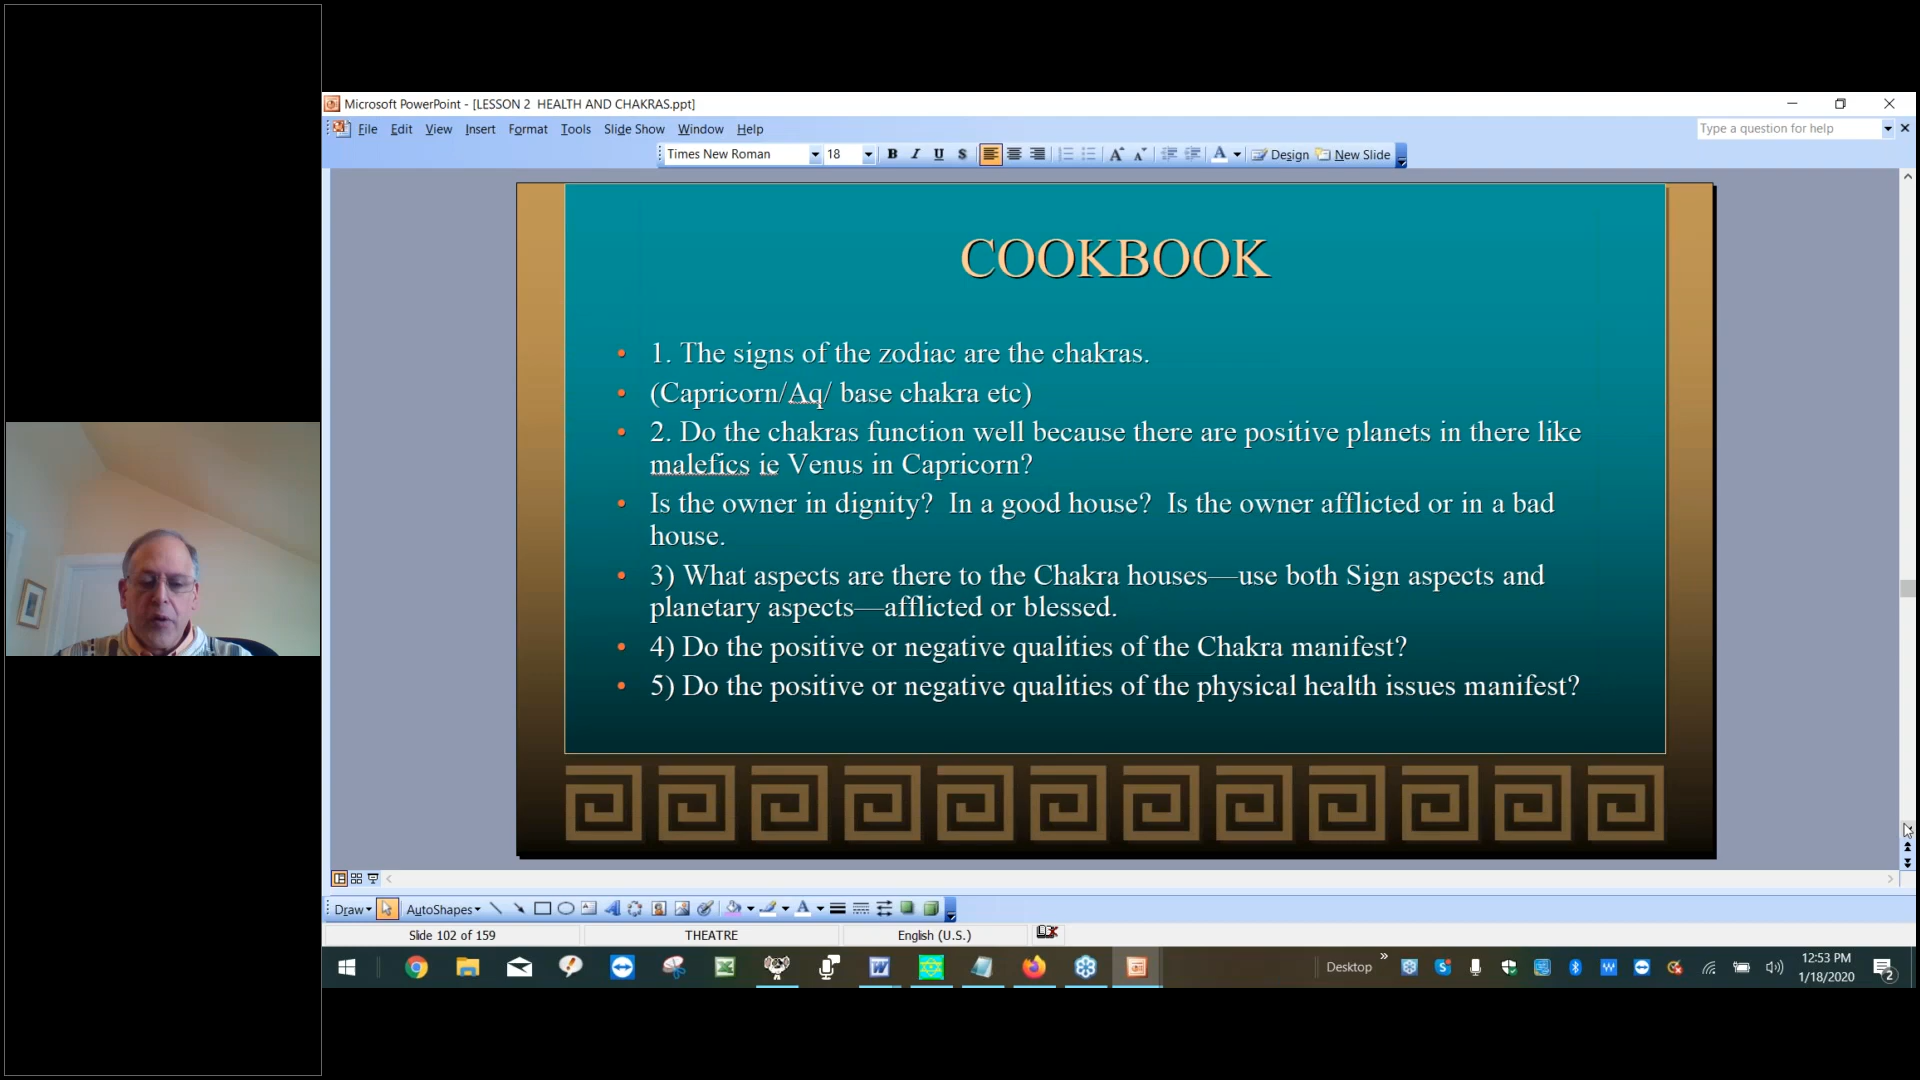 Microsoft PowerPoint - [LESSON 2 HEALTH AND CHAKRAS.ppt]
File Edit View Insert Format Tools Slide Show Window Help
Type a question for help
Times New Roman 18 B I U S A A A Design New Slide
COOKBOOK
1. The signs of the zodiac are the chakras.
(Capricorn/Aq/ base chakra etc)
2. Do the chakras function well because there are positive planets in there like
malefics ie Venus in Capricorn?
Is the owner in dignity? In a good house? Is the owner afflicted or in a bad
house.
3) What aspects are there to the Chakra houses—use both Sign aspects and
planetary aspects—afflicted or blessed.
4) Do the positive or negative qualities of the Chakra manifest?
5) Do the positive or negative qualities of the physical health issues manifest?
Draw AutoShapes A
Slide 102 of 159 THEATRE English (U.S.)
Desktop
12:53 PM
1/18/2020
2